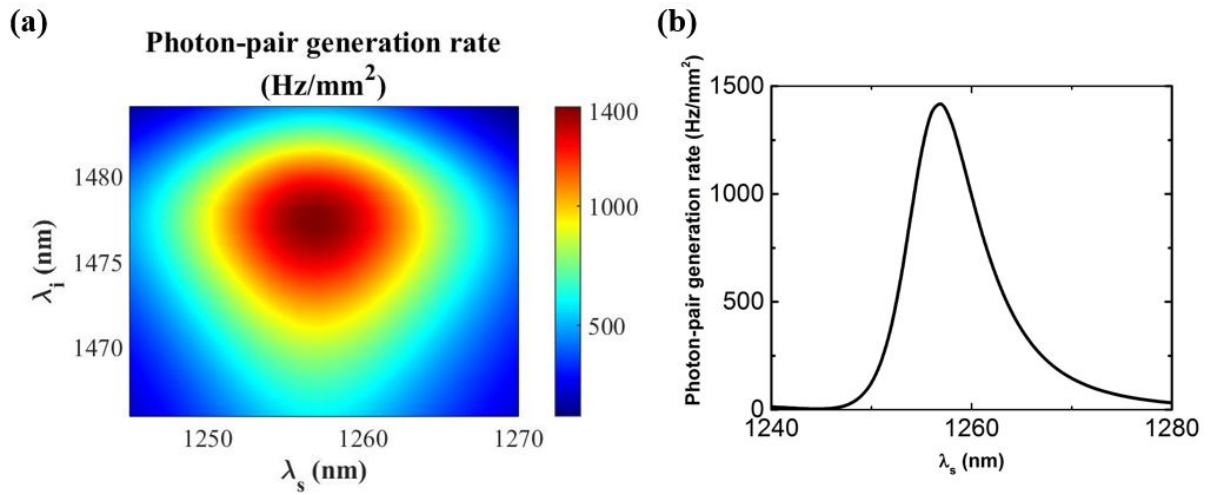 (a)
Photon-pair generation rate
(Hz/mm²)
1400
1000
500
1480
1475
1470
λᵢ (nm)
1250
1260
1270
λₛ (nm)
(b)
Photon-pair generation rate (Hz/mm²)
1500
1000
500
0
1240
1260
1280
λₛ (nm)